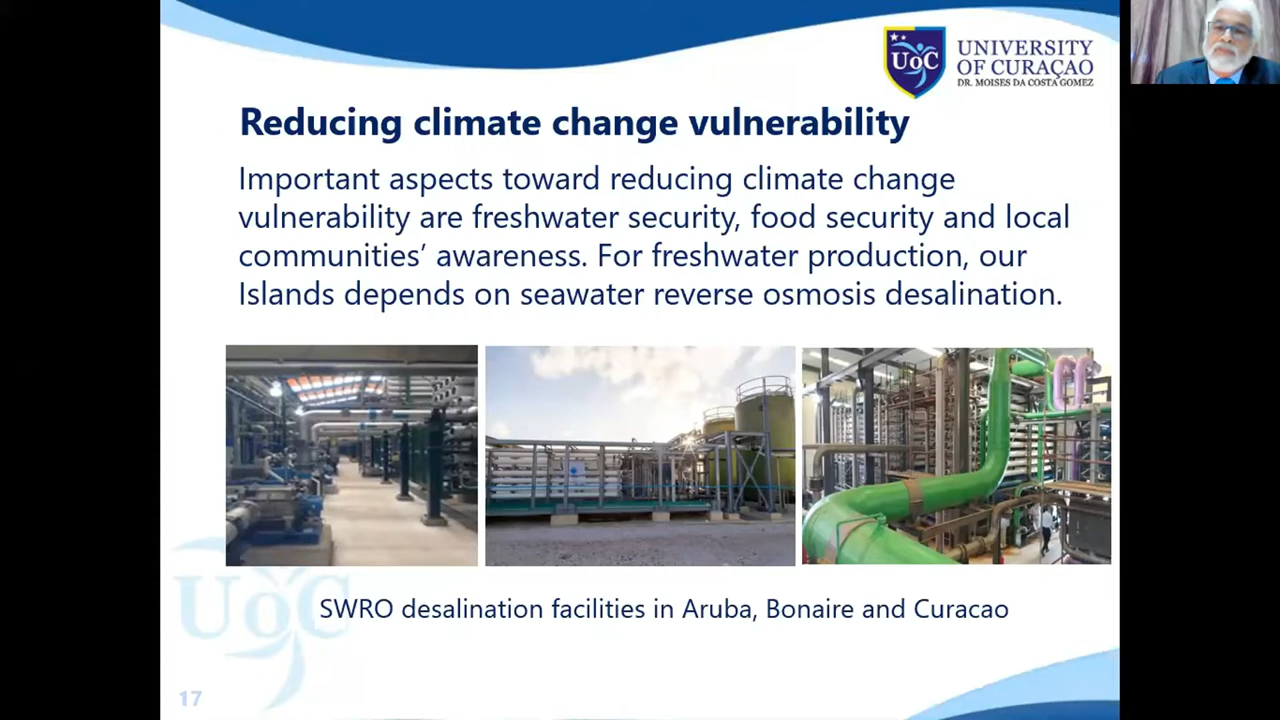 UoC
UNIVERSITY
OF CURAÇAO
DR. MOISES DA COSTA GOMEZ
Reducing climate change vulnerability
Important aspects toward reducing climate change
vulnerability are freshwater security, food security and local
communities’ awareness. For freshwater production, our
Islands depends on seawater reverse osmosis desalination.
SWRO desalination facilities in Aruba, Bonaire and Curacao
UoC
17